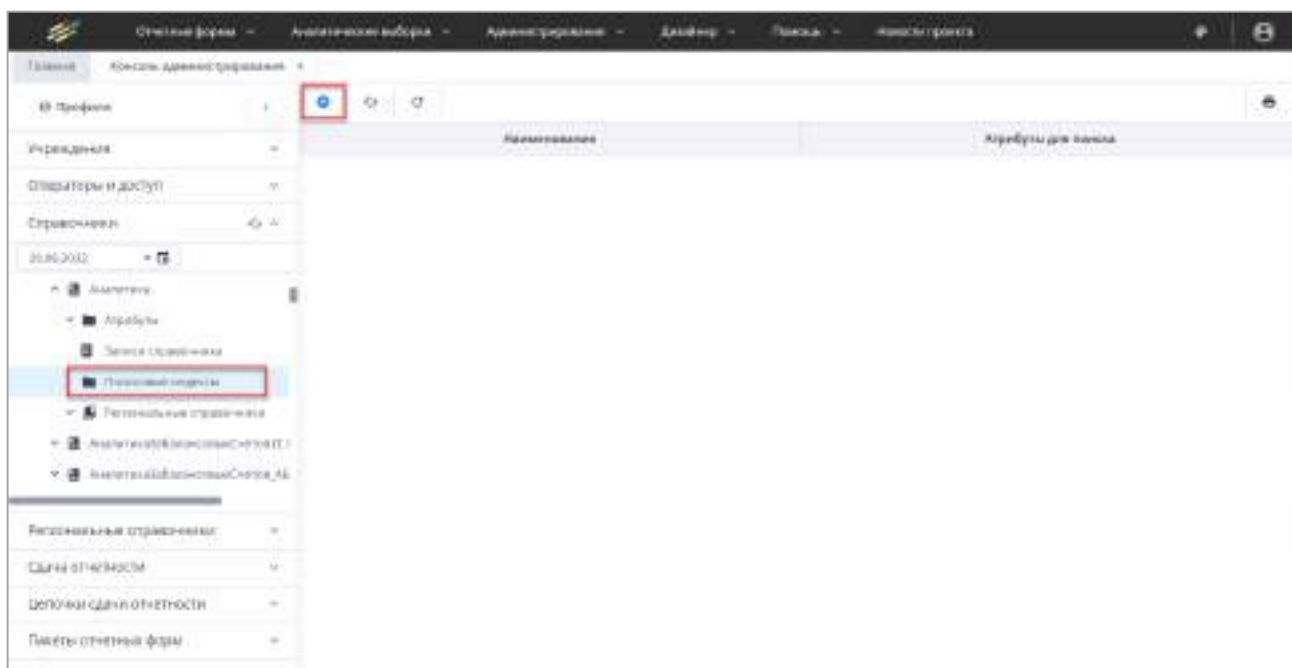 Отчетные формы Аналитические выборки Администрирование Дизайнер Помощь Новости проекта
Главная Консоль администрирования
Профили
Учреждения
Наименование Атрибуты для поиска
Операторы и доступ
Справочники
Аналитика
Атрибуты
Записи справочника
Поисковые индексы
Региональные справочники
Региональные справочники
Сдача отчетности
Цепочки сдачи отчетности
Пакеты отчетных форм